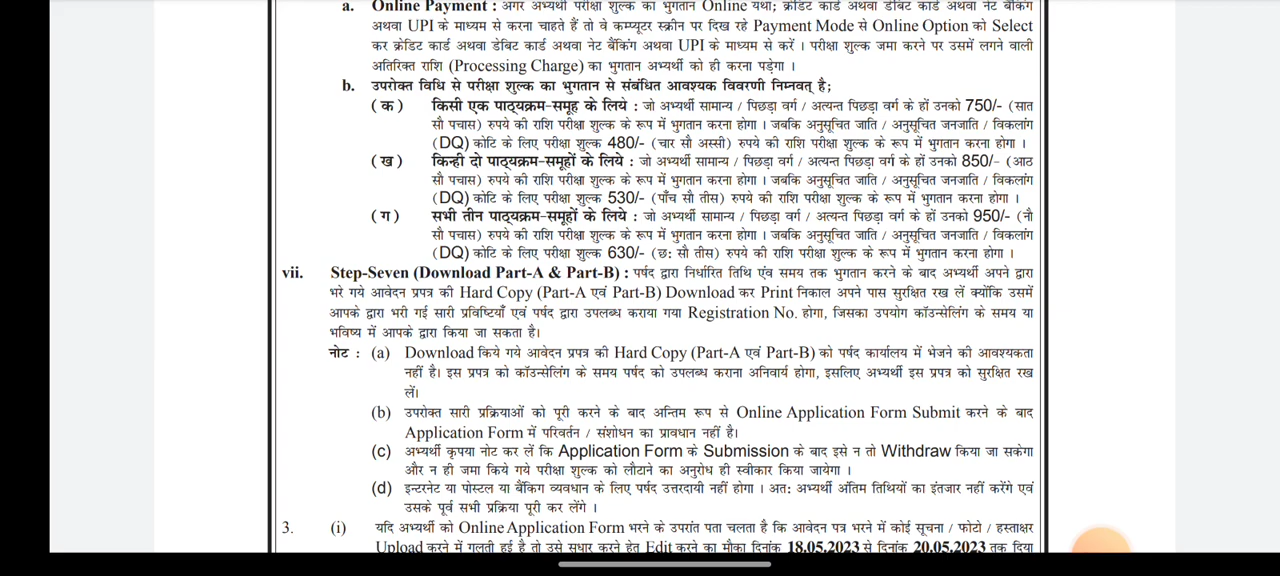 a. Online Payment : अगर अभ्यर्थी परीक्षा शुल्क का भुगतान Online यथा; क्रेडिट कार्ड अथवा डेबिट कार्ड अथवा नेट बैंकिंग
अथवा UPI के माध्यम से करना चाहते हैं तो वे कम्प्यूटर स्क्रीन पर दिख रहे Payment Mode से Online Option को Select
कर क्रेडिट कार्ड अथवा डेबिट कार्ड अथवा नेट बैंकिंग अथवा UPI के माध्यम से करें । परीक्षा शुल्क जमा करने पर उसमें लगने वाली
अतिरिक्त राशि (Processing Charge) का भुगतान अभ्यर्थी को ही करना पड़ेगा ।
b. उपरोक्त विधि से परीक्षा शुल्क का भुगतान से संबंधित आवश्यक विवरणी निम्नवत् है;
(क) किसी एक पाठ्यक्रम-समूह के लिये : जो अभ्यर्थी सामान्य / पिछड़ा वर्ग / अत्यन्त पिछड़ा वर्ग के हों उनको 750/- (सात
सौ पचास) रुपये की राशि परीक्षा शुल्क के रूप में भुगतान करना होगा । जबकि अनुसूचित जाति / अनुसूचित जनजाति / विकलांग
(DQ) कोटि के लिए परीक्षा शुल्क 480/- (चार सौ अस्सी) रुपये की राशि परीक्षा शुल्क के रूप में भुगतान करना होगा ।
(ख) किन्ही दो पाठ्यक्रम-समूहों के लिये : जो अभ्यर्थी सामान्य / पिछड़ा वर्ग / अत्यन्त पिछड़ा वर्ग के हों उनको 850/- (आठ
सौ पचास) रुपये की राशि परीक्षा शुल्क के रूप में भुगतान करना होगा । जबकि अनुसूचित जाति / अनुसूचित जनजाति / विकलांग
(DQ) कोटि के लिए परीक्षा शुल्क 530/- (पाँच सौ तीस) रुपये की राशि परीक्षा शुल्क के रूप में भुगतान करना होगा ।
(ग) सभी तीन पाठ्यक्रम-समूहों के लिये : जो अभ्यर्थी सामान्य / पिछड़ा वर्ग / अत्यन्त पिछड़ा वर्ग के हों उनको 950/- (नौ
सौ पचास) रुपये की राशि परीक्षा शुल्क के रूप में भुगतान करना होगा । जबकि अनुसूचित जाति / अनुसूचित जनजाति / विकलांग
(DQ) कोटि के लिए परीक्षा शुल्क 630/- (छः सौ तीस) रुपये की राशि परीक्षा शुल्क के रूप में भुगतान करना होगा ।
vii. Step-Seven (Download Part-A & Part-B) : पर्षद द्वारा निर्धारित तिथि एंव समय तक भुगतान करने के बाद अभ्यर्थी अपने द्वारा
भरे गये आवेदन प्रपत्र की Hard Copy (Part-A एवं Part-B) Download कर Print निकाल अपने पास सुरक्षित रख लें क्योंकि उसमें
आपके द्वारा भरी गई सारी प्रविष्टियाँ एवं पर्षद द्वारा उपलब्ध कराया गया Registration No. होगा, जिसका उपयोग कॉउन्सेलिंग के समय या
भविष्य में आपके द्वारा किया जा सकता है।
नोट : (a) Download किये गये आवेदन प्रपत्र की Hard Copy (Part-A एवं Part-B) को पर्षद कार्यालय में भेजने की आवश्यकता
नहीं है। इस प्रपत्र को कॉउन्सेलिंग के समय पर्षद को उपलब्ध कराना अनिवार्य होगा, इसलिए अभ्यर्थी इस प्रपत्र को सुरक्षित रख
लें।
(b) उपरोक्त सारी प्रक्रियाओं को पूरी करने के बाद अन्तिम रूप से Online Application Form Submit करने के बाद
Application Form में परिवर्तन / संशोधन का प्रावधान नहीं है।
(c) अभ्यर्थी कृपया नोट कर लें कि Application Form के Submission के बाद इसे न तो Withdraw किया जा सकेगा
और न ही जमा किये गये परीक्षा शुल्क को लौटाने का अनुरोध ही स्वीकार किया जायेगा ।
(d) इन्टरनेट या पोस्टल या बैंकिंग व्यवधान के लिए पर्षद उत्तरदायी नहीं होगा । अतः अभ्यर्थी अंतिम तिथियों का इंतजार नहीं करेंगे एवं
उसके पूर्व सभी प्रक्रिया पूरी कर लेंगे ।
3. (i) यदि अभ्यर्थी को Online Application Form भरने के उपरांत पता चलता है कि आवेदन पत्र भरने में कोई सूचना / फोटो / हस्ताक्षर
Upload करने में गलती हुई है तो उसे सुधार करने हेतु Edit करने का मौका दिनांक 18.05.2023 से दिनांक 20.05.2023 तक दिया